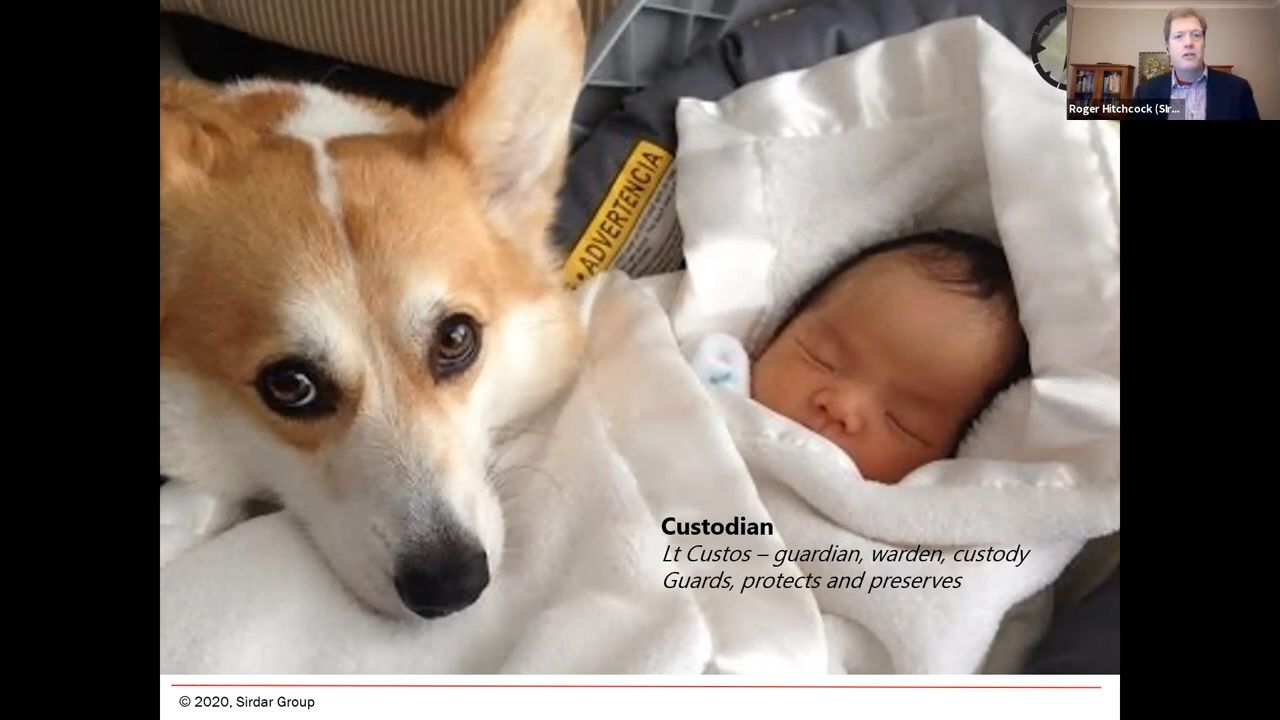 Roger Hitchcock (Sir...
ADVERTENCIA
Custodian
Lt Custos – guardian, warden, custody
Guards, protects and preserves
© 2020, Sirdar Group